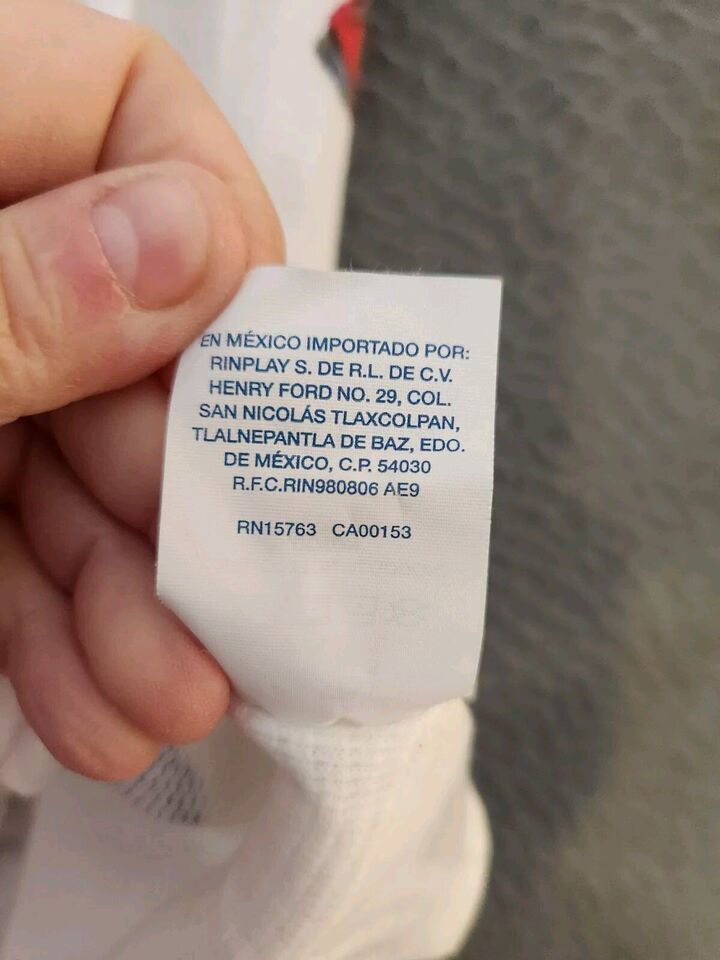 EN MÉXICO IMPORTADO POR:
RINPLAY S. DE R.L. DE C.V.
HENRY FORD NO. 29, COL.
SAN NICOLÁS TLAXCOLPAN,
TLALNEPANTLA DE BAZ, EDO.
DE MÉXICO, C.P. 54030
R.F.C.RIN980806 AE9
RN15763 CA00153